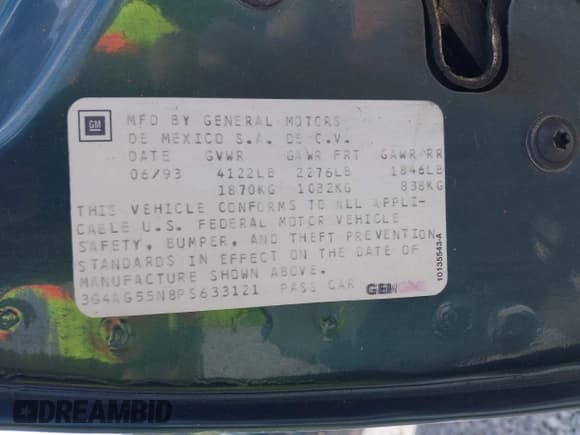 GM
MFD BY GENERAL MOTORS
DE MEXICO S.A. DE C.V.
DATE GVWR GAWR FRT GAWR RR
06/93 4122LB 2276LB 1846LB
1870KG 1032KG 838KG
THIS VEHICLE CONFORMS TO ALL APPLI-
CABLE U.S. FEDERAL MOTOR VEHICLE
SAFETY, BUMPER, AND THEFT PREVENTION
STANDARDS IN EFFECT ON THE DATE OF
MANUFACTURE SHOWN ABOVE.
3G4AG55N8PS633121 PASS CAR
10135543-A
DREAMBID